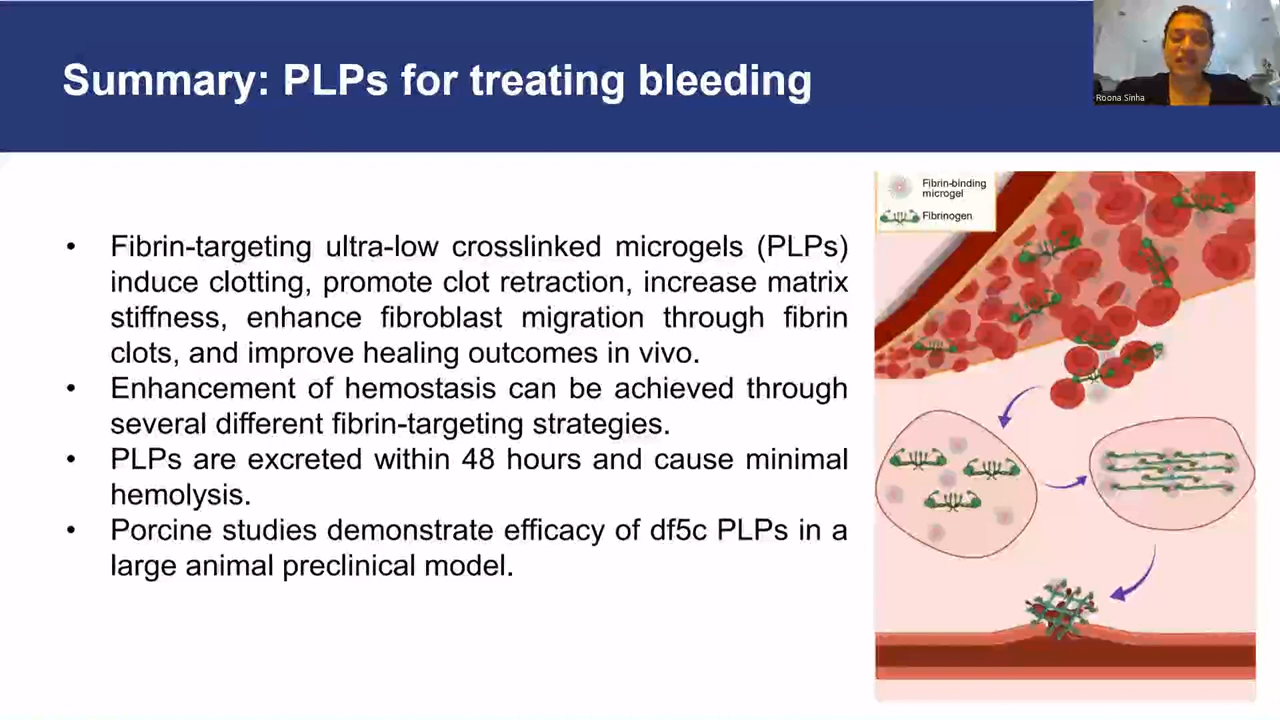 Summary: PLPs for treating bleeding
Roona Sinha
• Fibrin-targeting ultra-low crosslinked microgels (PLPs)
induce clotting, promote clot retraction, increase matrix
stiffness, enhance fibroblast migration through fibrin
clots, and improve healing outcomes in vivo.
• Enhancement of hemostasis can be achieved through
several different fibrin-targeting strategies.
• PLPs are excreted within 48 hours and cause minimal
hemolysis.
• Porcine studies demonstrate efficacy of df5c PLPs in a
large animal preclinical model.
Fibrin-binding
microgel
Fibrinogen